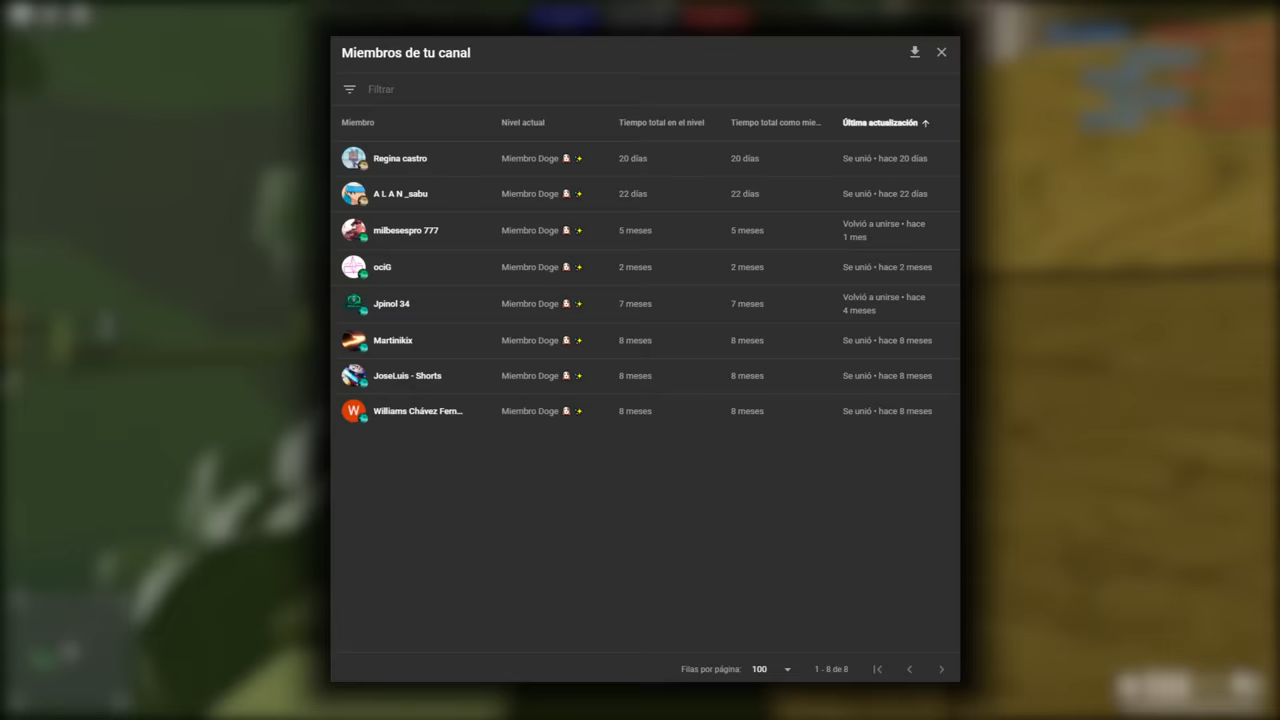 Miembros de tu canal
Filtrar
Miembro Nivel actual Tiempo total en el nivel Tiempo total como mie... Última actualización
Regina castro Miembro Doge 20 días 20 días Se unió • hace 20 días
A L A N _sabu Miembro Doge 22 días 22 días Se unió • hace 22 días
milbesespro 777 Miembro Doge 5 meses 5 meses Volvió a unirse • hace
1 mes
ociG Miembro Doge 2 meses 2 meses Se unió • hace 2 meses
Jpinol 34 Miembro Doge 7 meses 7 meses Volvió a unirse • hace
4 meses
Martinikix Miembro Doge 8 meses 8 meses Se unió • hace 8 meses
JoseLuis - Shorts Miembro Doge 8 meses 8 meses Se unió • hace 8 meses
W Williams Chávez Fern... Miembro Doge 8 meses 8 meses Se unió • hace 8 meses
Filas por página: 100 1 - 8 de 8